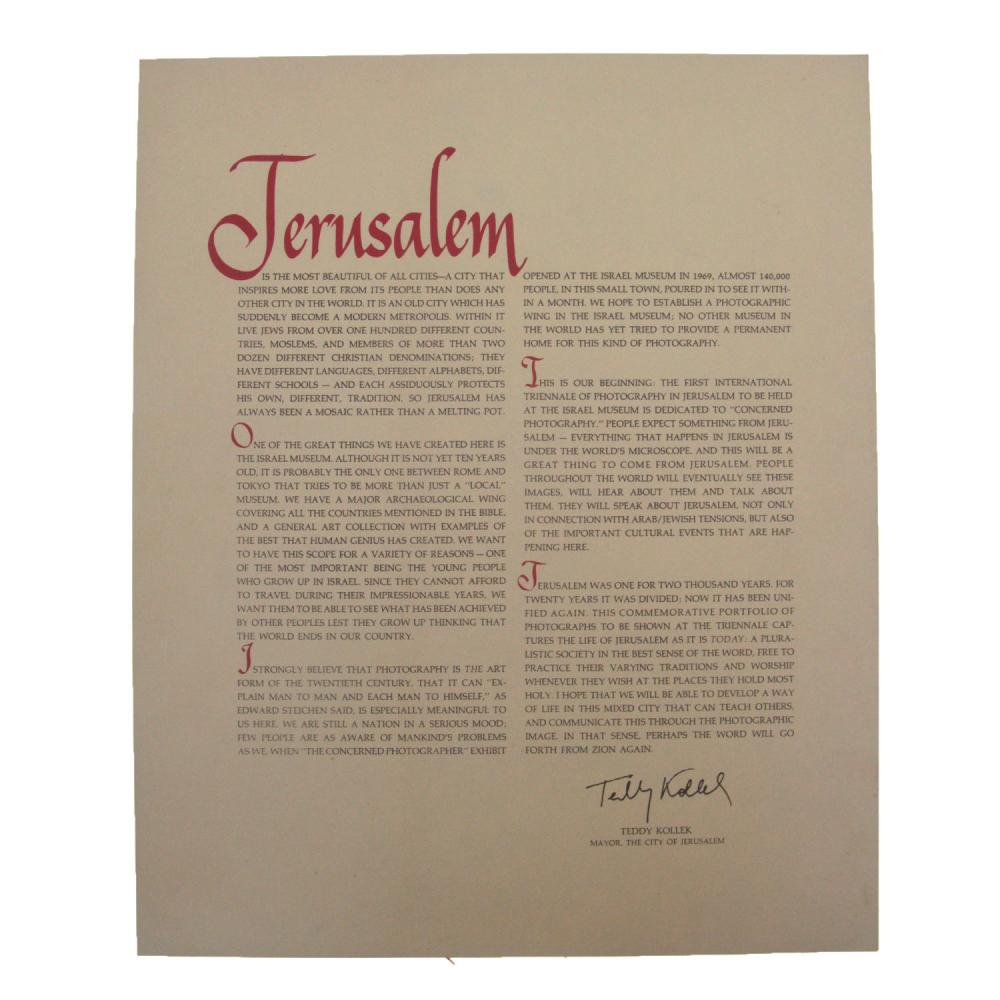 Jerusalem
IS THE MOST BEAUTIFUL OF ALL CITIES—A CITY THAT
INSPIRES MORE LOVE FROM ITS PEOPLE THAN DOES ANY
OTHER CITY IN THE WORLD. IT IS AN OLD CITY WHICH HAS
SUDDENLY BECOME A MODERN METROPOLIS. WITHIN IT
LIVE JEWS FROM OVER ONE HUNDRED DIFFERENT COUN-
TRIES, MOSLEMS, AND MEMBERS OF MORE THAN TWO
DOZEN DIFFERENT CHRISTIAN DENOMINATIONS; THEY
HAVE DIFFERENT LANGUAGES, DIFFERENT ALPHABETS, DIF-
FERENT SCHOOLS — AND EACH ASSIDUOUSLY PROTECTS
HIS OWN, DIFFERENT, TRADITION. SO JERUSALEM HAS
ALWAYS BEEN A MOSAIC RATHER THAN A MELTING POT.
ONE OF THE GREAT THINGS WE HAVE CREATED HERE IS
THE ISRAEL MUSEUM. ALTHOUGH IT IS NOT YET TEN YEARS
OLD, IT IS PROBABLY THE ONLY ONE BETWEEN ROME AND
TOKYO THAT TRIES TO BE MORE THAN JUST A "LOCAL"
MUSEUM. WE HAVE A MAJOR ARCHAEOLOGICAL WING
COVERING ALL THE COUNTRIES MENTIONED IN THE BIBLE,
AND A GENERAL ART COLLECTION WITH EXAMPLES OF
THE BEST THAT HUMAN GENIUS HAS CREATED. WE WANT
TO HAVE THIS SCOPE FOR A VARIETY OF REASONS — ONE
OF THE MOST IMPORTANT BEING THE YOUNG PEOPLE
WHO GROW UP IN ISRAEL. SINCE THEY CANNOT AFFORD
TO TRAVEL DURING THEIR IMPRESSIONABLE YEARS, WE
WANT THEM TO BE ABLE TO SEE WHAT HAS BEEN ACHIEVED
BY OTHER PEOPLES LEST THEY GROW UP THINKING THAT
THE WORLD ENDS IN OUR COUNTRY.
I STRONGLY BELIEVE THAT PHOTOGRAPHY IS THE ART
FORM OF THE TWENTIETH CENTURY. THAT IT CAN "EX-
PLAIN MAN TO MAN AND EACH MAN TO HIMSELF," AS
EDWARD STEICHEN SAID, IS ESPECIALLY MEANINGFUL TO
US HERE. WE ARE STILL A NATION IN A SERIOUS MOOD;
FEW PEOPLE ARE AS AWARE OF MANKIND'S PROBLEMS
AS WE. WHEN "THE CONCERNED PHOTOGRAPHER" EXHIBIT
OPENED AT THE ISRAEL MUSEUM IN 1969, ALMOST 140,000
PEOPLE, IN THIS SMALL TOWN, POURED IN TO SEE IT WITH-
IN A MONTH. WE HOPE TO ESTABLISH A PHOTOGRAPHIC
WING IN THE ISRAEL MUSEUM; NO OTHER MUSEUM IN
THE WORLD HAS YET TRIED TO PROVIDE A PERMANENT
HOME FOR THIS KIND OF PHOTOGRAPHY.
THIS IS OUR BEGINNING: THE FIRST INTERNATIONAL
TRIENNALE OF PHOTOGRAPHY IN JERUSALEM TO BE HELD
AT THE ISRAEL MUSEUM IS DEDICATED TO "CONCERNED
PHOTOGRAPHY." PEOPLE EXPECT SOMETHING FROM JERU-
SALEM — EVERYTHING THAT HAPPENS IN JERUSALEM IS
UNDER THE WORLD'S MICROSCOPE. AND THIS WILL BE A
GREAT THING TO COME FROM JERUSALEM. PEOPLE
THROUGHOUT THE WORLD WILL EVENTUALLY SEE THESE
IMAGES, WILL HEAR ABOUT THEM AND TALK ABOUT
THEM. THEY WILL SPEAK ABOUT JERUSALEM, NOT ONLY
IN CONNECTION WITH ARAB/JEWISH TENSIONS, BUT ALSO
OF THE IMPORTANT CULTURAL EVENTS THAT ARE HAP-
PENING HERE.
JERUSALEM WAS ONE FOR TWO THOUSAND YEARS. FOR
TWENTY YEARS IT WAS DIVIDED; NOW IT HAS BEEN UNI-
FIED AGAIN. THIS COMMEMORATIVE PORTFOLIO OF
PHOTOGRAPHS TO BE SHOWN AT THE TRIENNALE CAP-
TURES THE LIFE OF JERUSALEM AS IT IS TODAY: A PLURA-
LISTIC SOCIETY IN THE BEST SENSE OF THE WORD, FREE TO
PRACTICE THEIR VARYING TRADITIONS AND WORSHIP
WHENEVER THEY WISH AT THE PLACES THEY HOLD MOST
HOLY. I HOPE THAT WE WILL BE ABLE TO DEVELOP A WAY
OF LIFE IN THIS MIXED CITY THAT CAN TEACH OTHERS,
AND COMMUNICATE THIS THROUGH THE PHOTOGRAPHIC
IMAGE. IN THAT SENSE, PERHAPS THE WORD WILL GO
FORTH FROM ZION AGAIN.
Teddy Kollek
TEDDY KOLLEK
MAYOR, THE CITY OF JERUSALEM